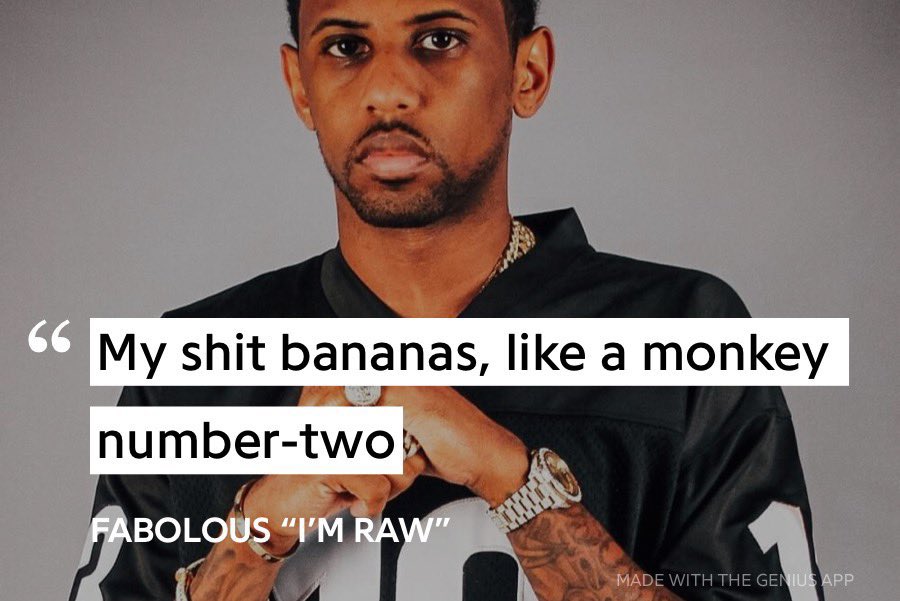 “
My shit bananas, like a monkey
number-two
FABOLOUS “I’M RAW”
MADE WITH THE GENIUS APP